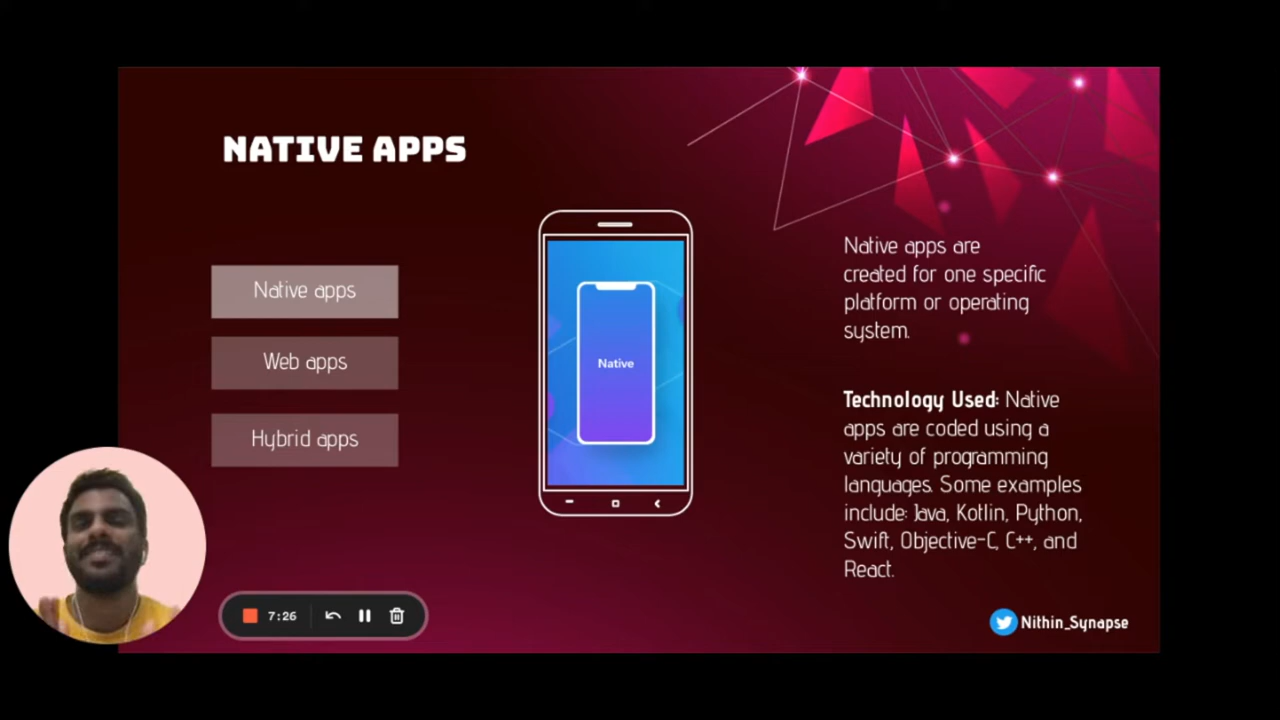 NATIVE APPS
Native apps
Web apps
Hybrid apps
Native
Native apps are
created for one specific
platform or operating
system.
Technology Used: Native
apps are coded using a
variety of programming
languages. Some examples
include: Java, Kotlin, Python,
Swift, Objective-C, C++, and
React.
7:26
Nithin_Synapse